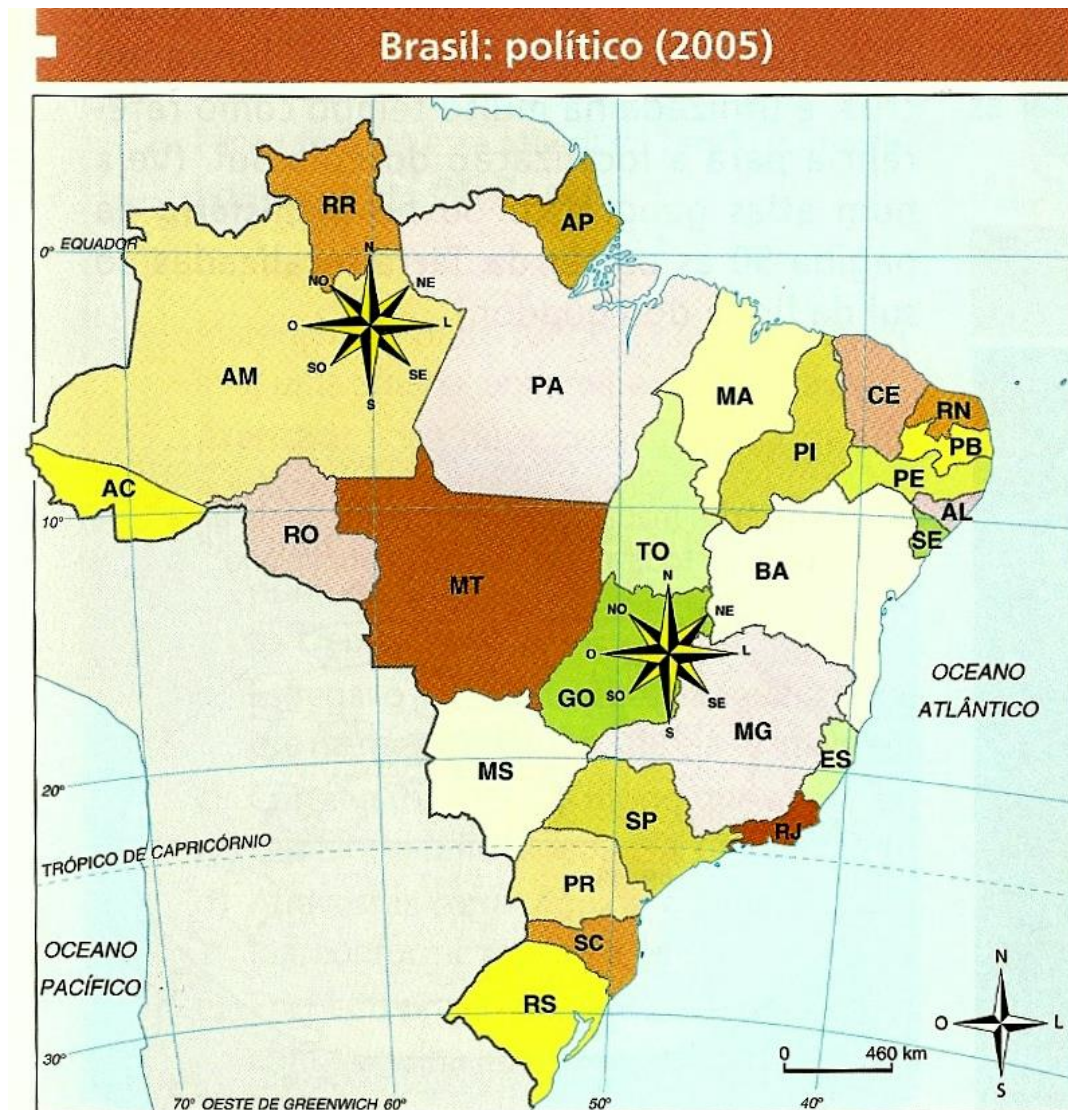 Brasil: político (2005)
RR
AP
0° EQUADOR
N
NO
NE
O
L
SO
SE
S
AM
PA
MA
CE
RN
PB
PI
PE
AC
AL
10°
RO
SE
TO
BA
MT
N
NO
NE
O
L
SO
SE
S
GO
OCEANO
ATLÂNTICO
MG
ES
MS
20°
SP
RJ
TRÓPICO DE CAPRICÓRNIO
PR
SC
OCEANO
PACÍFICO
RS
N
O
L
S
0 460 km
30°
70° OESTE DE GREENWICH 60° 50° 40°